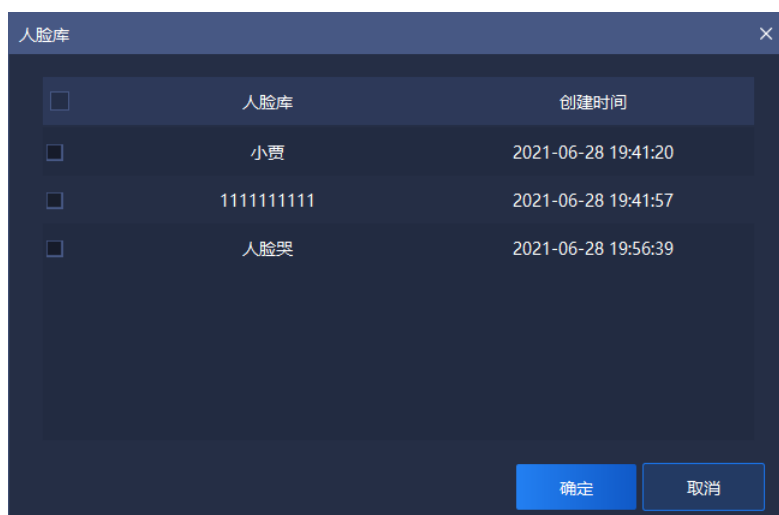 人脸库
人脸库 创建时间
小贾 2021-06-28 19:41:20
1111111111 2021-06-28 19:41:57
人脸哭 2021-06-28 19:56:39
确定 取消